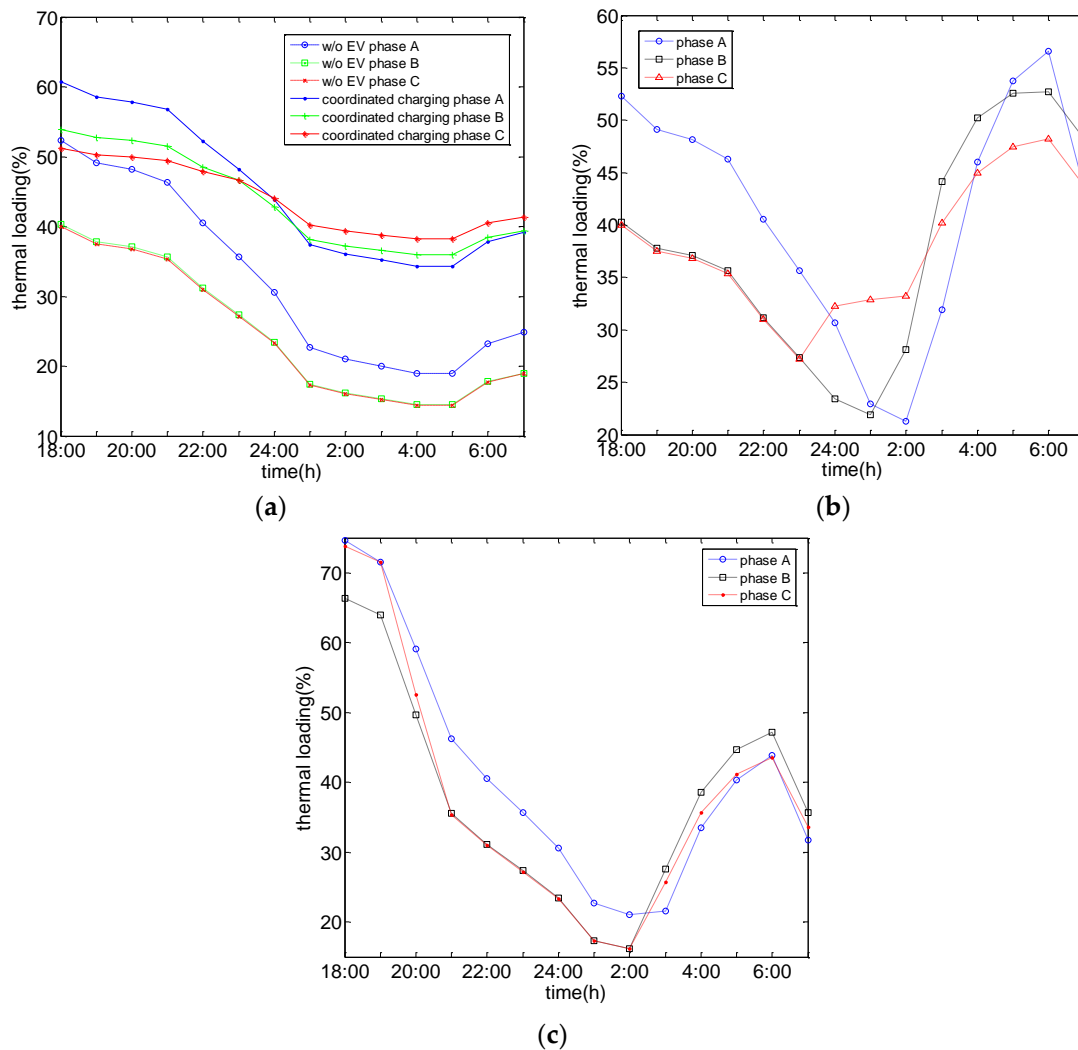 70
60
50
40
30
20
10
thermal loading(%)
w/o EV phase A
w/o EV phase B
w/o EV phase C
coordinated charging phase A
coordinated charging phase B
coordinated charging phase C
18:00 20:00 22:00 24:00 2:00 4:00 6:00
time(h)
(a)
60
55
50
45
40
35
30
25
20
thermal loading(%)
phase A
phase B
phase C
18:00 20:00 22:00 24:00 2:00 4:00 6:00
time(h)
(b)
70
60
50
40
30
20
thermal loading(%)
phase A
phase B
phase C
18:00 20:00 22:00 24:00 2:00 4:00 6:00
time(h)
(c)